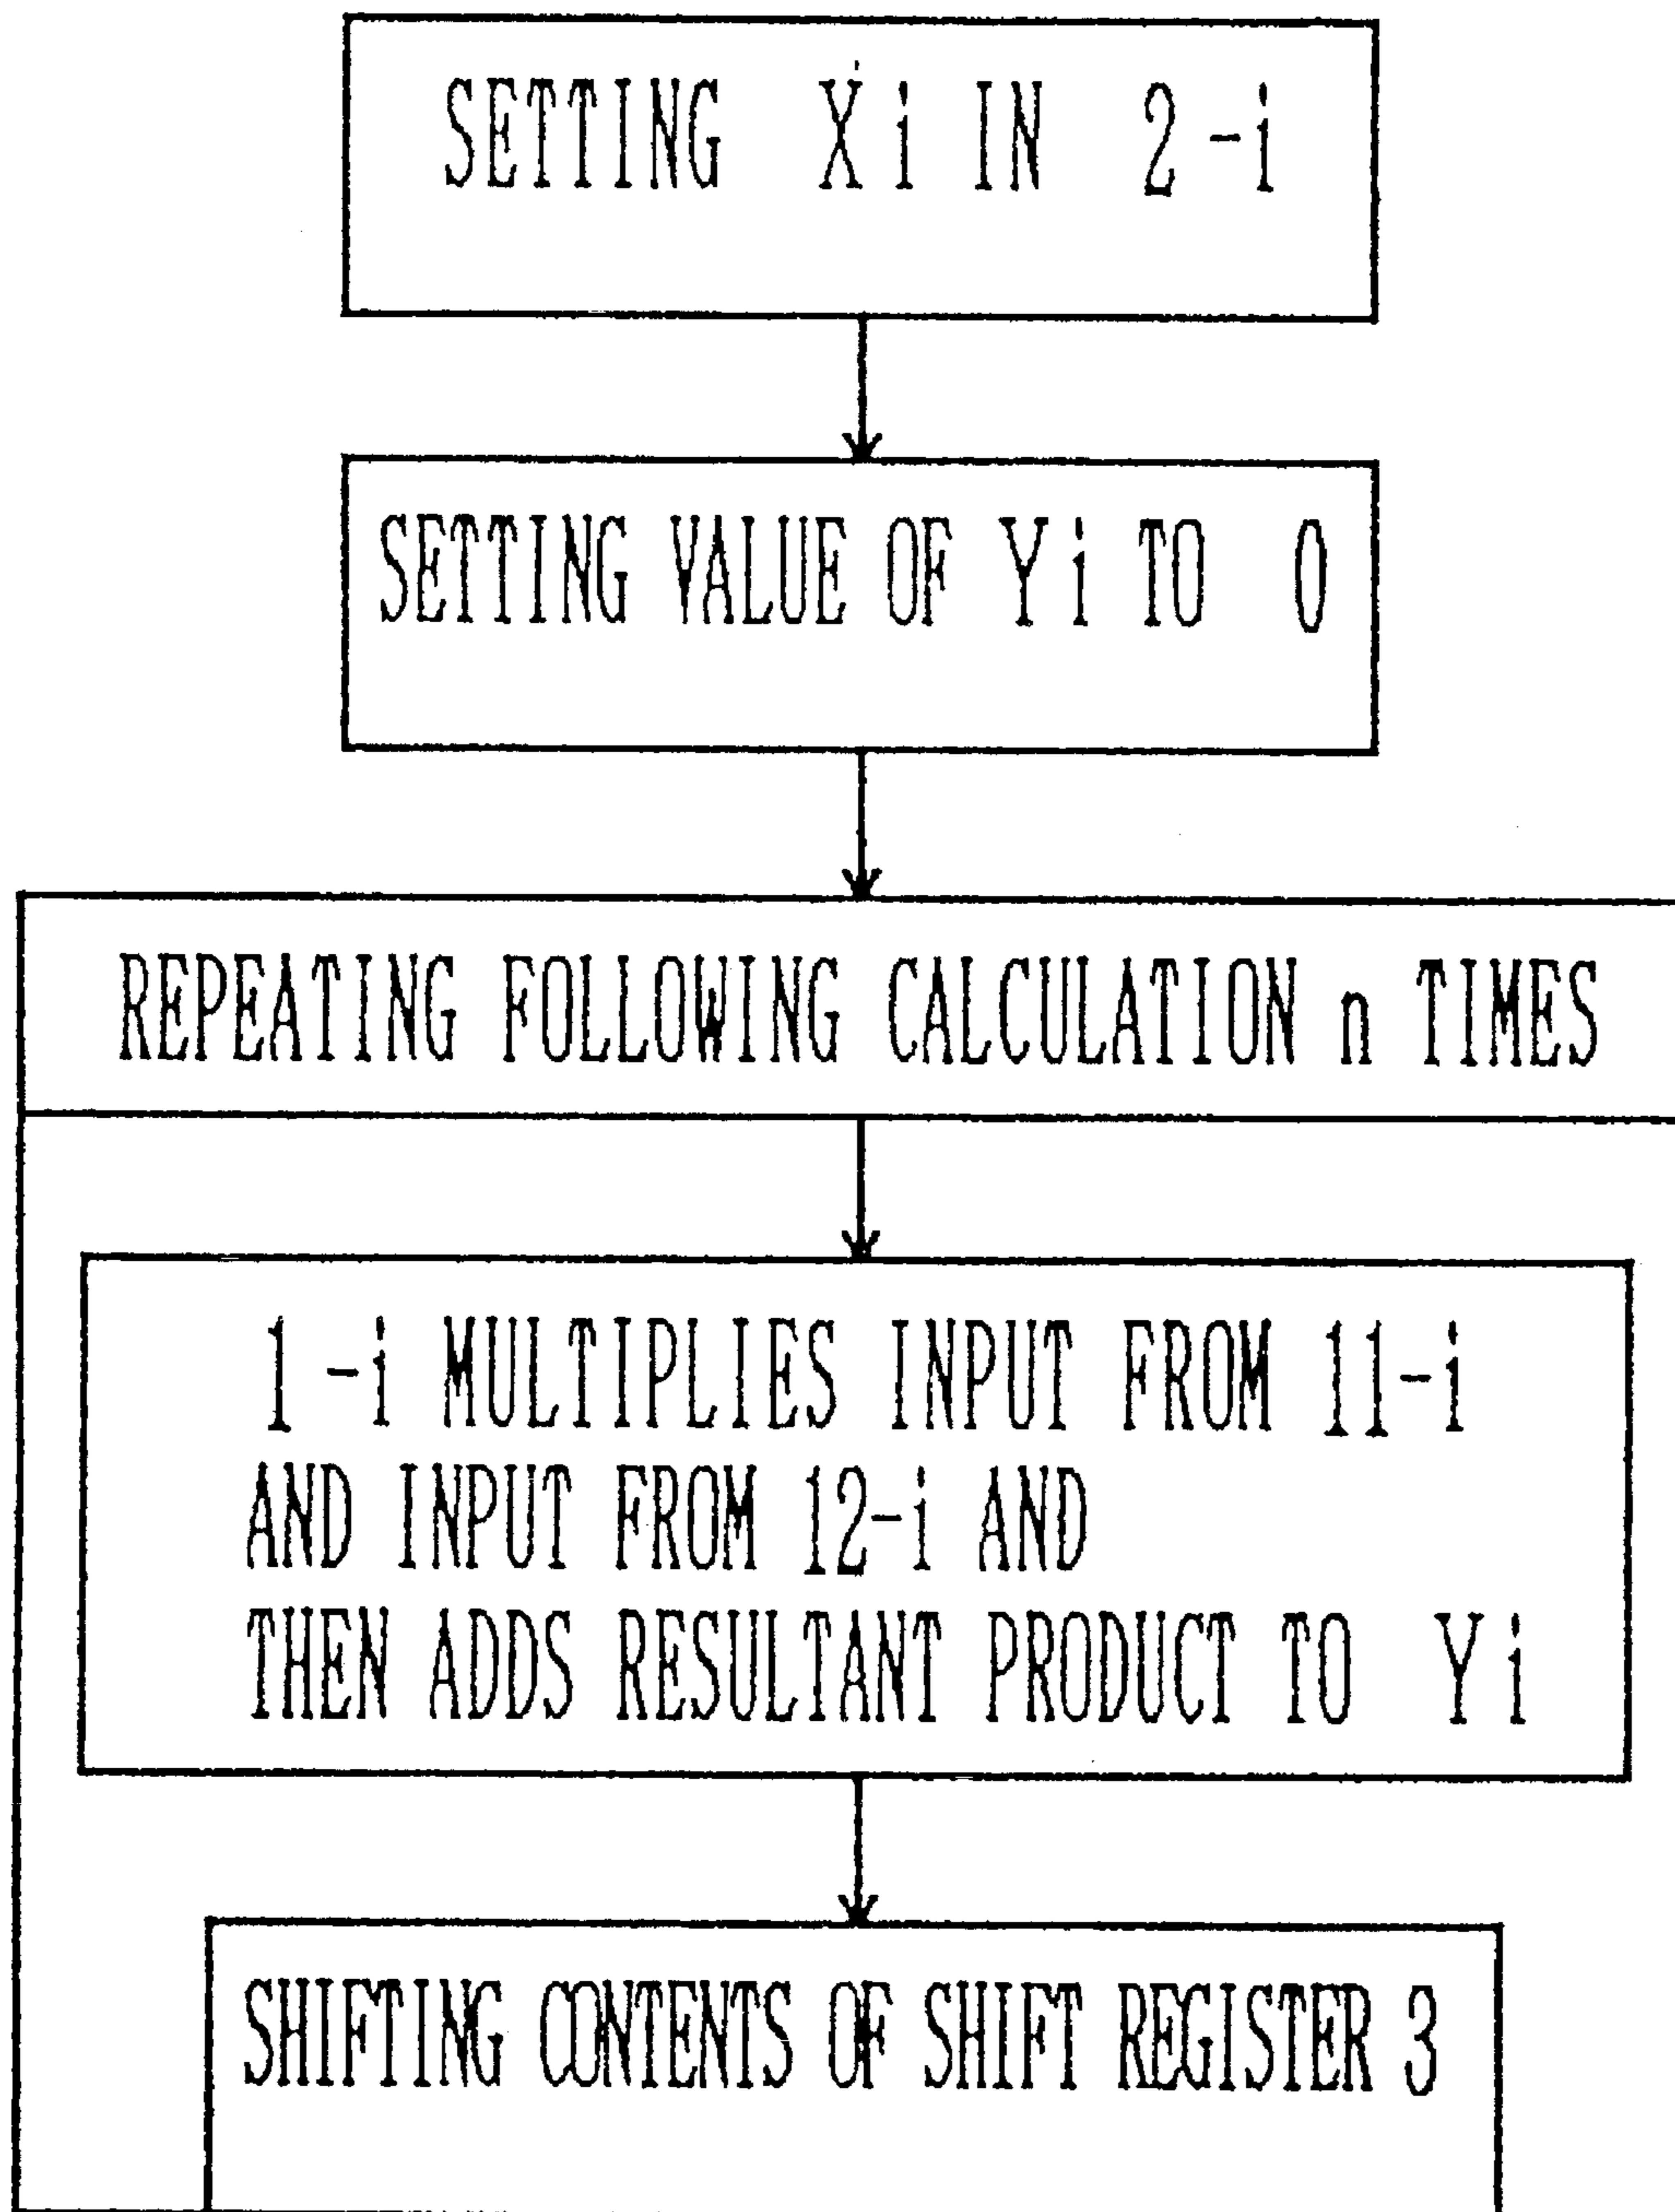 SETTING Xi IN 2-i
SETTING VALUE OF Yi TO 0
REPEATING FOLLOWING CALCULATION n TIMES
1-i MULTIPLIES INPUT FROM 11-i
AND INPUT FROM 12-i AND
THEN ADDS RESULTANT PRODUCT TO Yi
SHIFTING CONTENTS OF SHIFT REGISTER 3